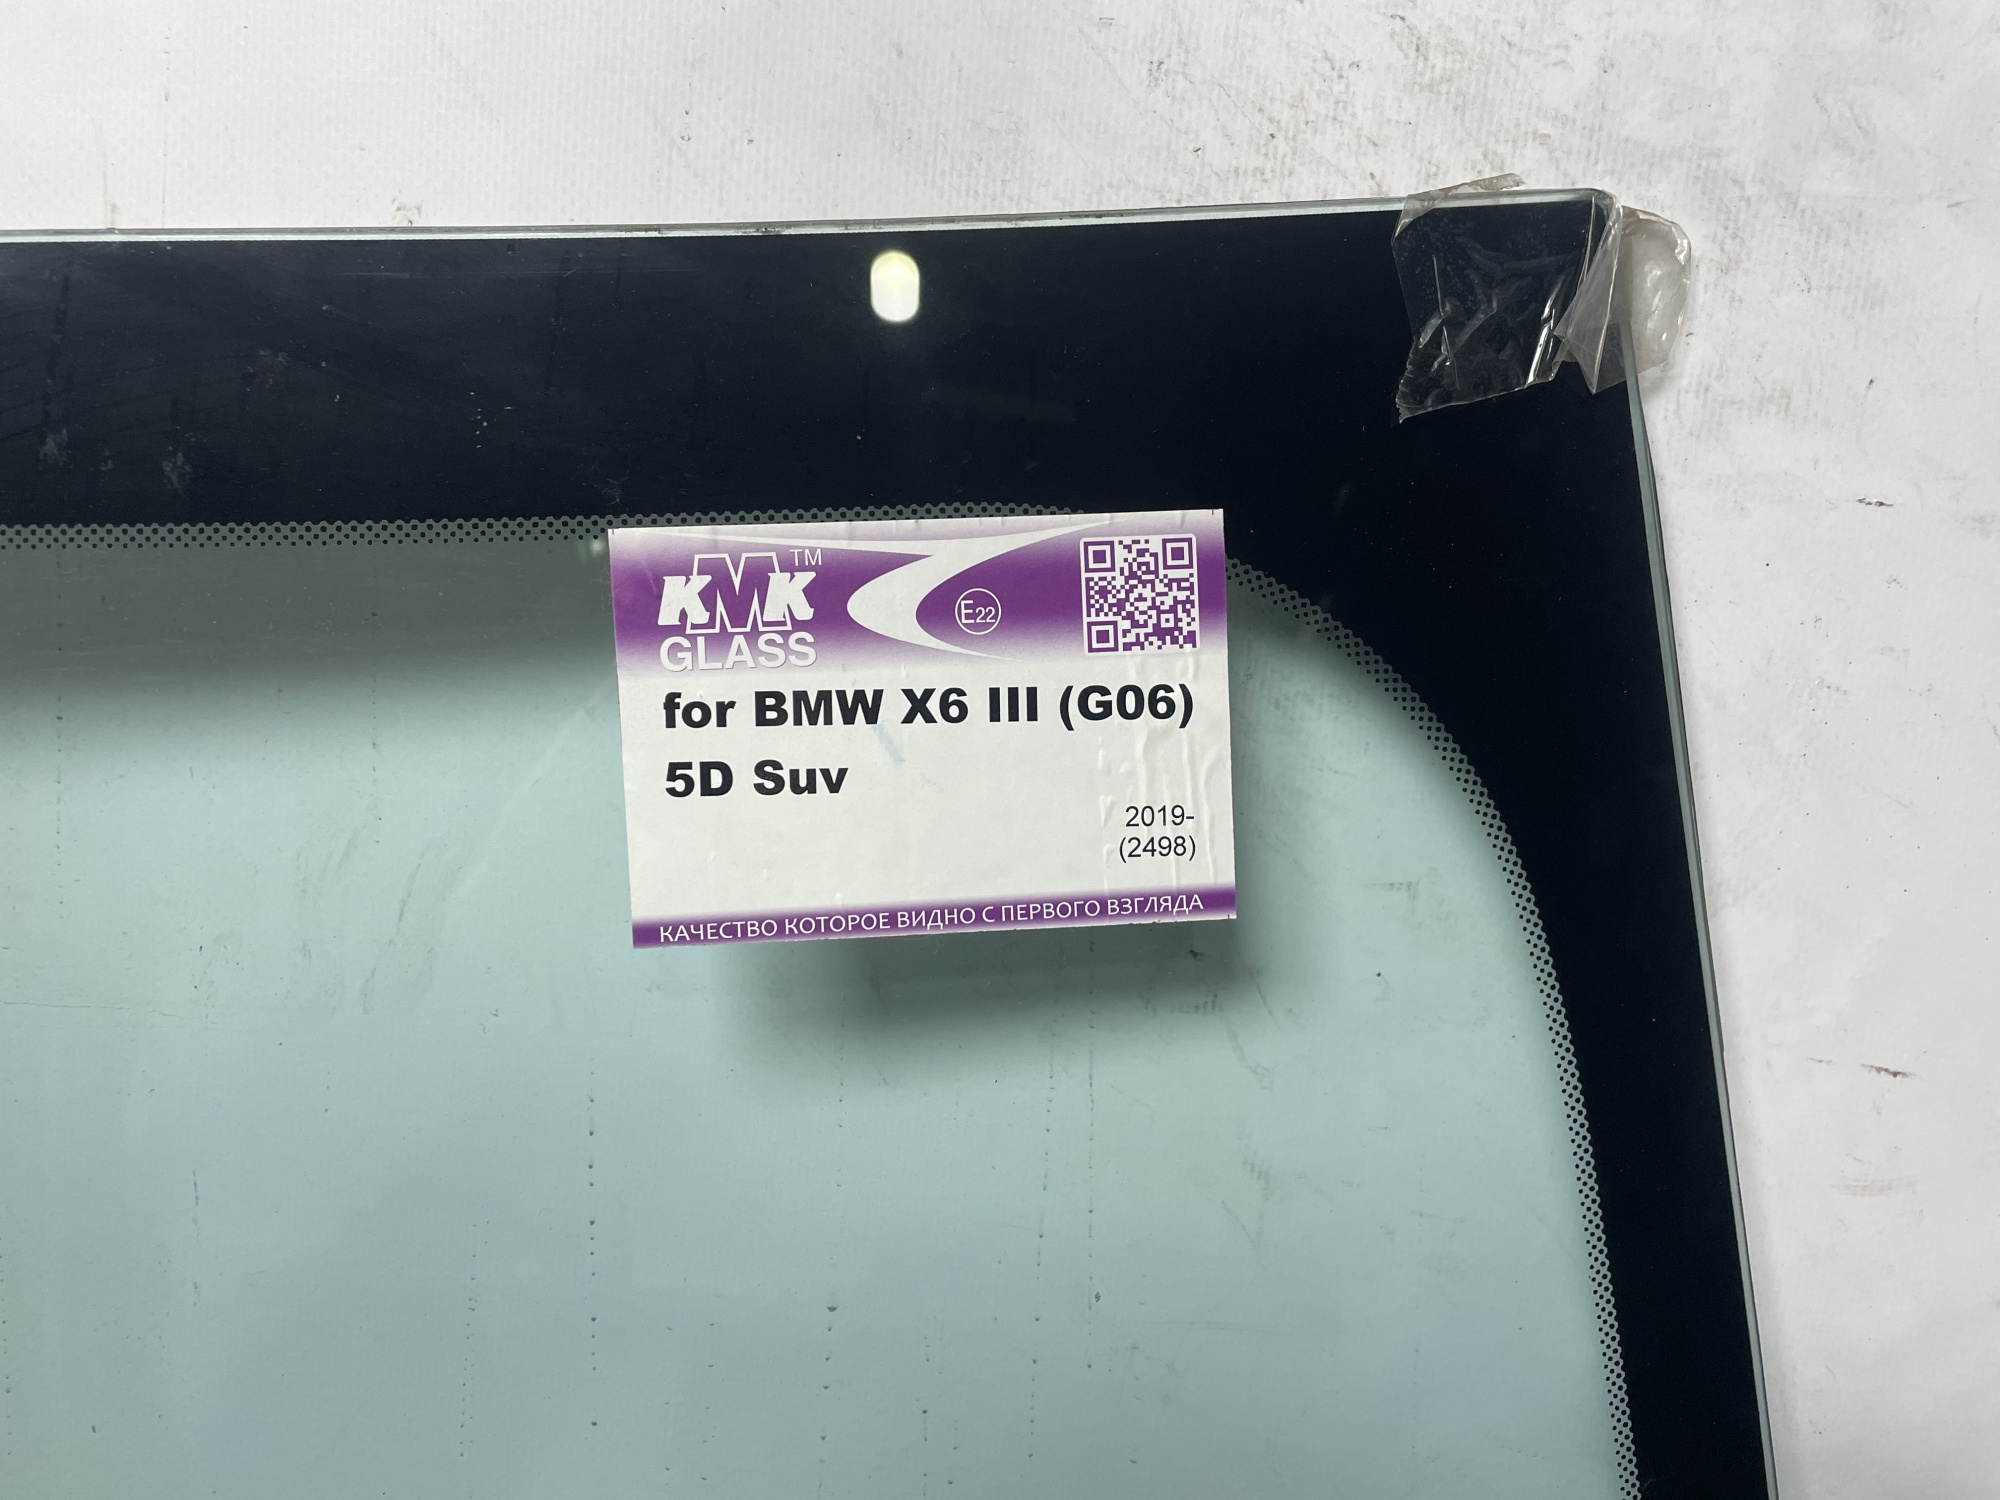 KMK TM
GLASS
E22
for BMW X6 III (G06)
5D Suv
2019-
(2498)
КАЧЕСТВО КОТОРОЕ ВИДНО С ПЕРВОГО ВЗГЛЯДА